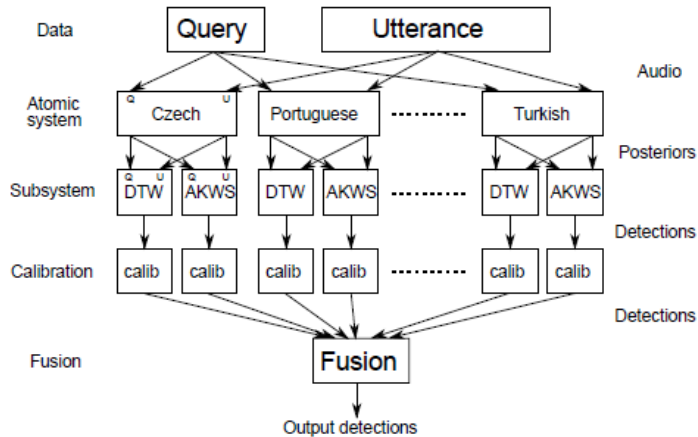 Data
Query
Utterance
Audio
Atomic
system
Q
U
Czech
Portuguese
Turkish
Posteriors
Subsystem
Q
U
DTW
Q
U
AKWS
DTW
AKWS
DTW
AKWS
Detections
Calibration
calib
calib
calib
calib
calib
calib
Detections
Fusion
Fusion
Output detections